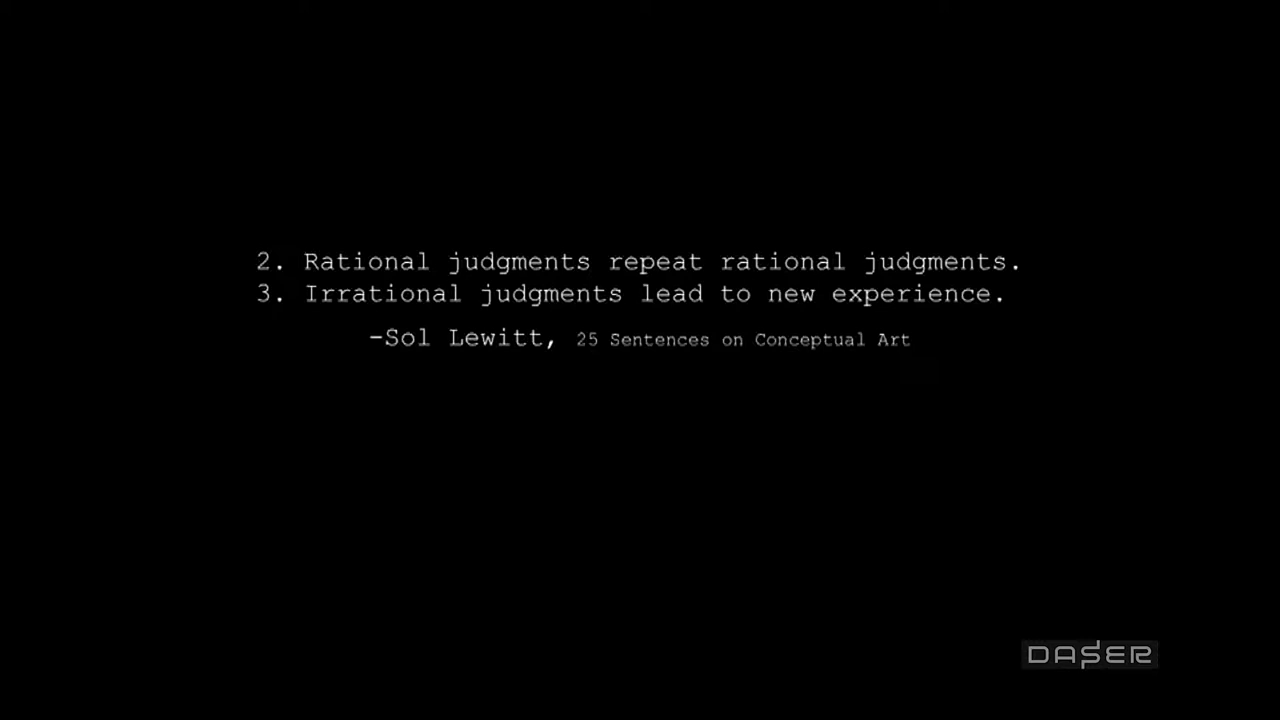 2. Rational judgments repeat rational judgments.
3. Irrational judgments lead to new experience.
-Sol Lewitt, 25 Sentences on Conceptual Art
DASER